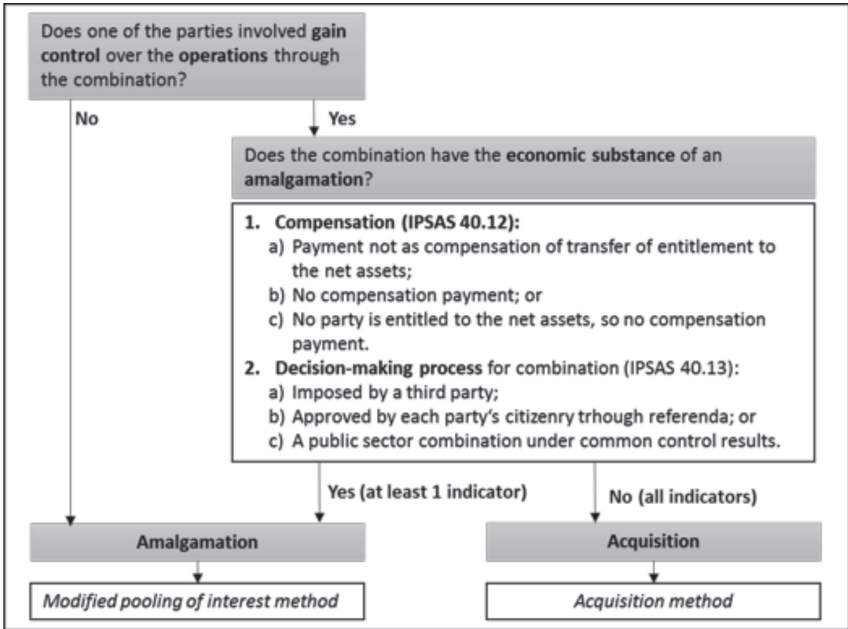 Does one of the parties involved gain
control over the operations through
the combination?
No
Yes
Does the combination have the economic substance of an
amalgamation?
1. Compensation (IPSAS 40.12):
a) Payment not as compensation of transfer of entitlement to
the net assets;
b) No compensation payment; or
c) No party is entitled to the net assets, so no compensation
payment.
2. Decision-making process for combination (IPSAS 40.13):
a) Imposed by a third party;
b) Approved by each party's citizenry trhough referenda; or
c) A public sector combination under common control results.
Yes (at least 1 indicator)
No (all indicators)
Amalgamation
Acquisition
Modified pooling of interest method
Acquisition method